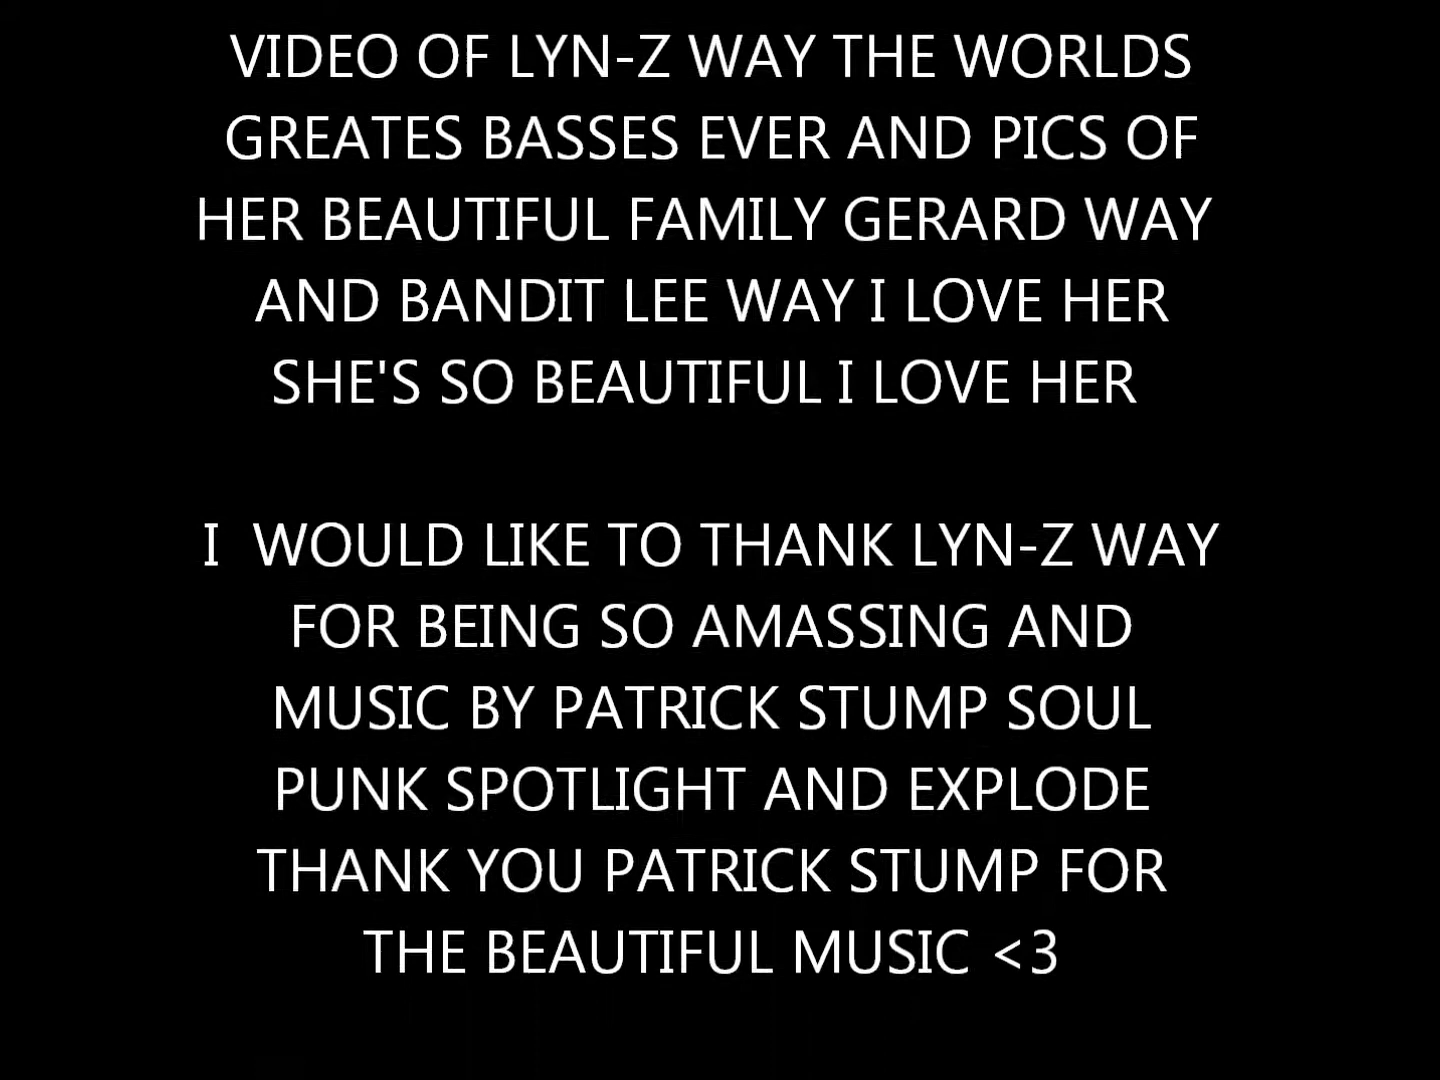 VIDEO OF LYN-Z WAY THE WORLDS
GREATES BASSES EVER AND PICS OF
HER BEAUTIFUL FAMILY GERARD WAY
AND BANDIT LEE WAY I LOVE HER
SHE'S SO BEAUTIFUL I LOVE HER
I  WOULD LIKE TO THANK LYN-Z WAY
FOR BEING SO AMASSING AND
MUSIC BY PATRICK STUMP SOUL
PUNK SPOTLIGHT AND EXPLODE
THANK YOU PATRICK STUMP FOR
THE BEAUTIFUL MUSIC <3